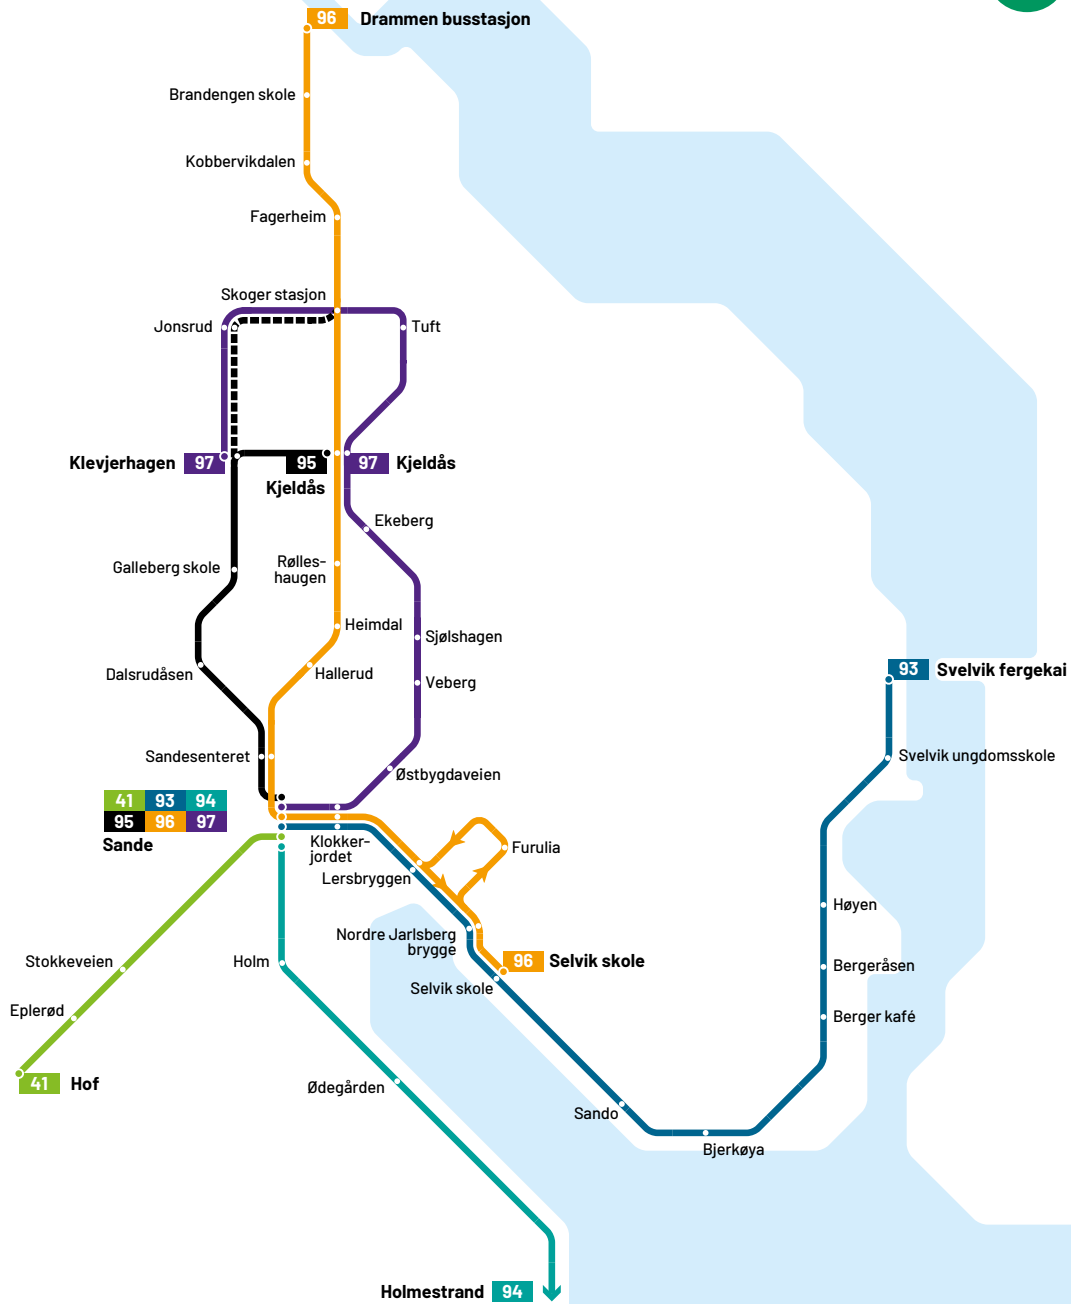 96 Drammen busstasjon
Brandengen skole
Kobbervikdalen
Fagerheim
Skoger stasjon
Jonsrud
Tuft
Klevjerhagen 97
95
Kjeldås
97 Kjeldås
Ekeberg
Galleberg skole
Rølles-
haugen
Heimdal
Sjølshagen
Dalsrudåsen
Hallerud
Veberg
93 Svelvik fergekai
Sandesenteret
Østbygdaveien
Svelvik ungdomsskole
41 93 94
95 96 97
Sande
Klokker-
jordet
Lersbryggen
Furulia
Høyen
Nordre Jarlsberg
brygge
Stokkeveien
Holm
96 Selvik skole
Bergeråsen
Selvik skole
Eplerød
Berger kafé
41 Hof
Ødegården
Sando
Bjerkøya
Holmestrand 94